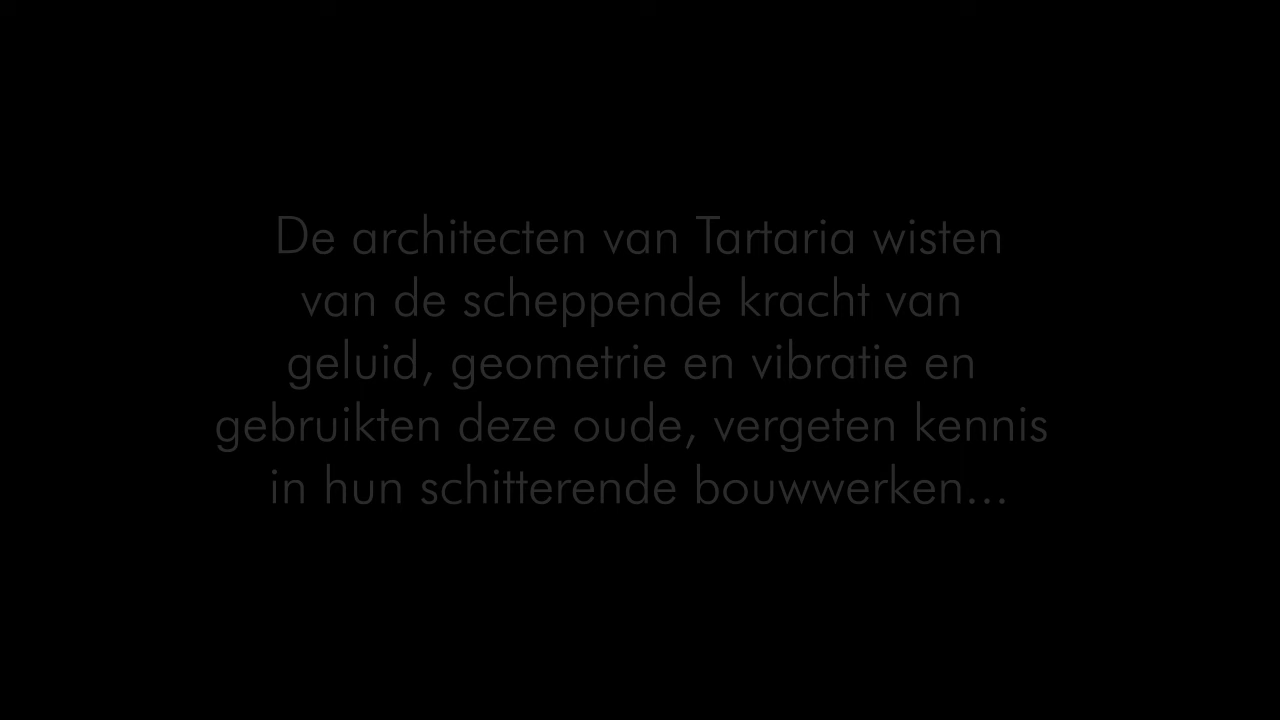 De architecten van Tartaria wisten
van de scheppende kracht van
geluid, geometrie en vibratie en
gebruikten deze oude, vergeten kennis
in hun schitterende bouwwerken...